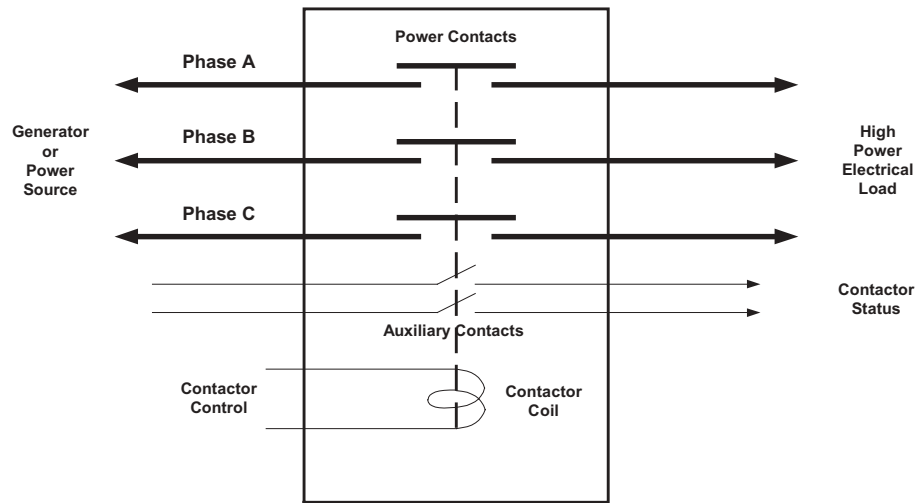 Power Contacts
Phase A
Generator
or
Power
Source
Phase B
High
Power
Electrical
Load
Phase C
Contactor
Status
Auxiliary Contacts
Contactor
Control
Contactor
Coil